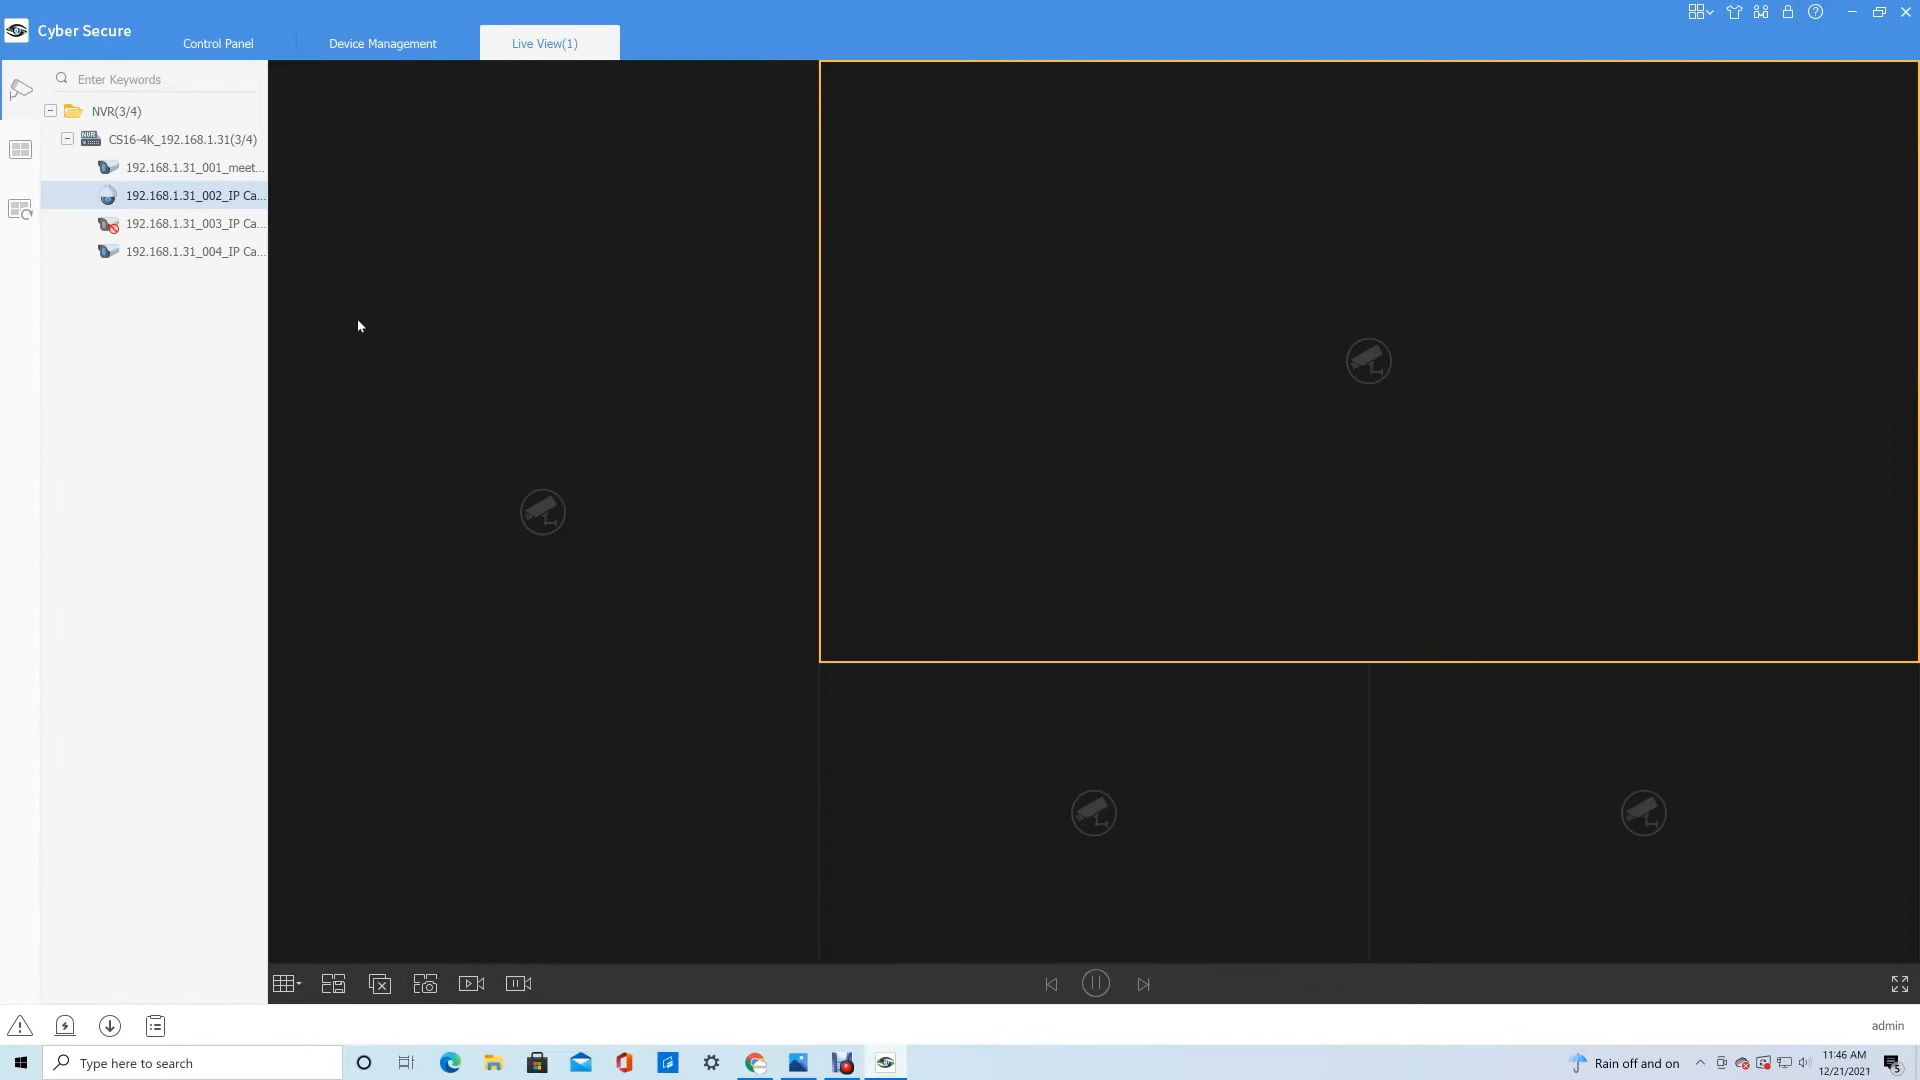 Cyber Secure
Control Panel
Device Management
Live View(1)
Enter Keywords
NVR(3/4)
NVR
CS16-4K_192.168.1.31(3/4)
192.168.1.31_001_meet...
192.168.1.31_002_IP Ca...
192.168.1.31_003_IP Ca...
192.168.1.31_004_IP Ca...
admin
Type here to search
Rain off and on
11:46 AM
12/21/2021
5